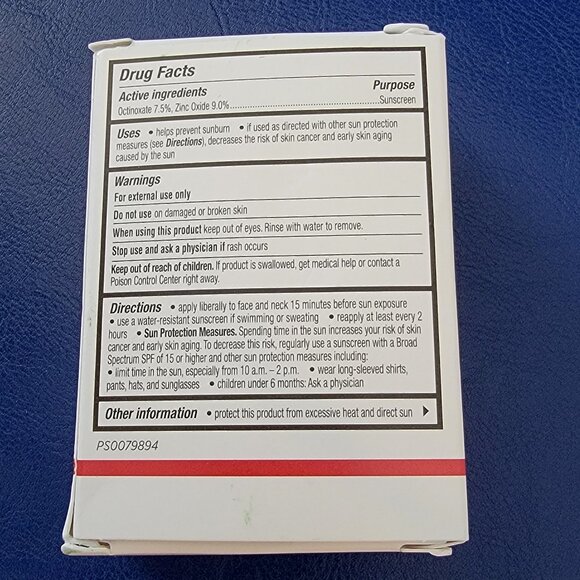 Drug Facts
Active ingredients Purpose
Octinoxate 7.5%, Zinc Oxide 9.0%..............................Sunscreen
Uses • helps prevent sunburn • if used as directed with other sun protection
measures (see Directions), decreases the risk of skin cancer and early skin aging
caused by the sun
Warnings
For external use only
Do not use on damaged or broken skin
When using this product keep out of eyes. Rinse with water to remove.
Stop use and ask a physician if rash occurs
Keep out of reach of children. If product is swallowed, get medical help or contact a
Poison Control Center right away.
Directions • apply liberally to face and neck 15 minutes before sun exposure
• use a water-resistant sunscreen if swimming or sweating • reapply at least every 2
hours • Sun Protection Measures. Spending time in the sun increases your risk of skin
cancer and early skin aging. To decrease this risk, regularly use a sunscreen with a Broad
Spectrum SPF of 15 or higher and other sun protection measures including:
• limit time in the sun, especially from 10 a.m. – 2 p.m. • wear long-sleeved shirts,
pants, hats, and sunglasses • children under 6 months: Ask a physician
Other information • protect this product from excessive heat and direct sun
PS0079894